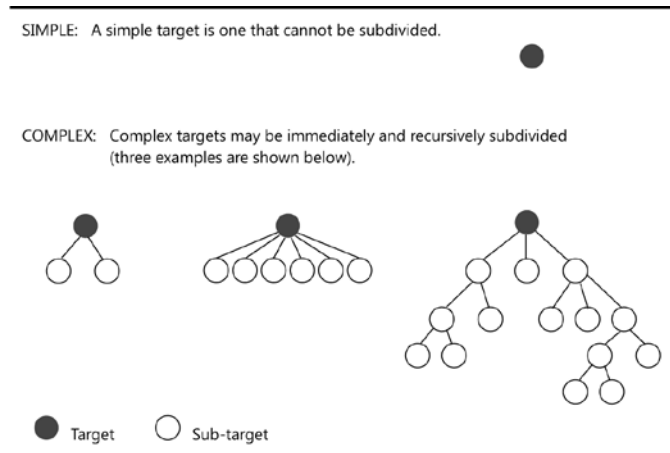 SIMPLE: A simple target is one that cannot be subdivided.
COMPLEX: Complex targets may be immediately and recursively subdivided
(three examples are shown below).
Target
Sub-target